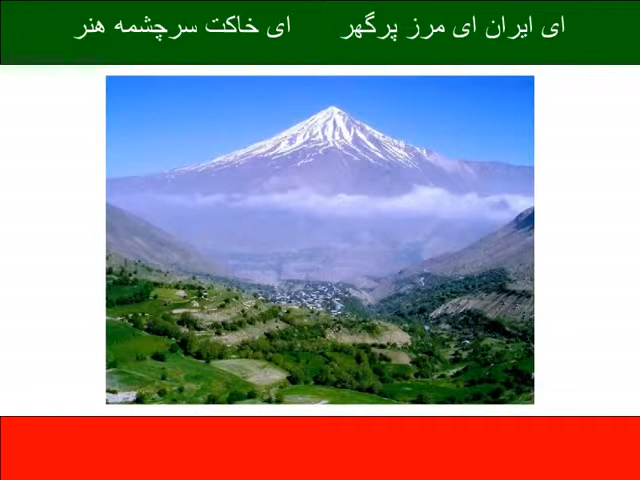 ای ایران ای مرز پرگهر ای خاکت سرچشمه هنر